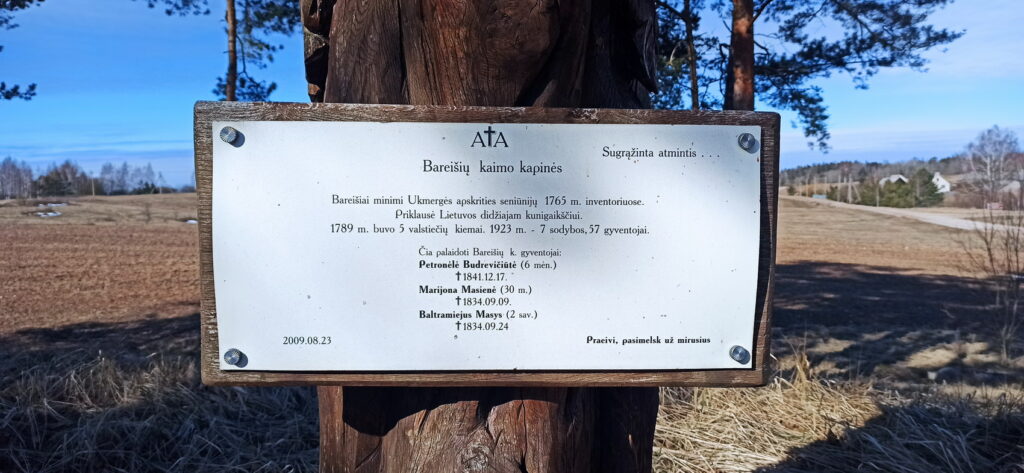 A†A
Sugrąžinta atmintis . . .
Bareišių kaimo kapinės
Bareišiai minimi Ukmergės apskrities seniūnijų 1765 m. inventoriuose.
Priklausė Lietuvos didžiajam kunigaikščiui.
1789 m. buvo 5 valstiečių kiemai. 1923 m. - 7 sodybos, 57 gyventojai.
Čia palaidoti Bareišių k. gyventojai:
Petronėlė Budrevičiūtė (6 mėn.)
†1841.12.17.
Marijona Masienė (30 m.)
†1834.09.09.
Baltramiejus Masys (2 sav.)
†1834.09.24
2009.08.23
Praeivi, pasimelsk už mirusius